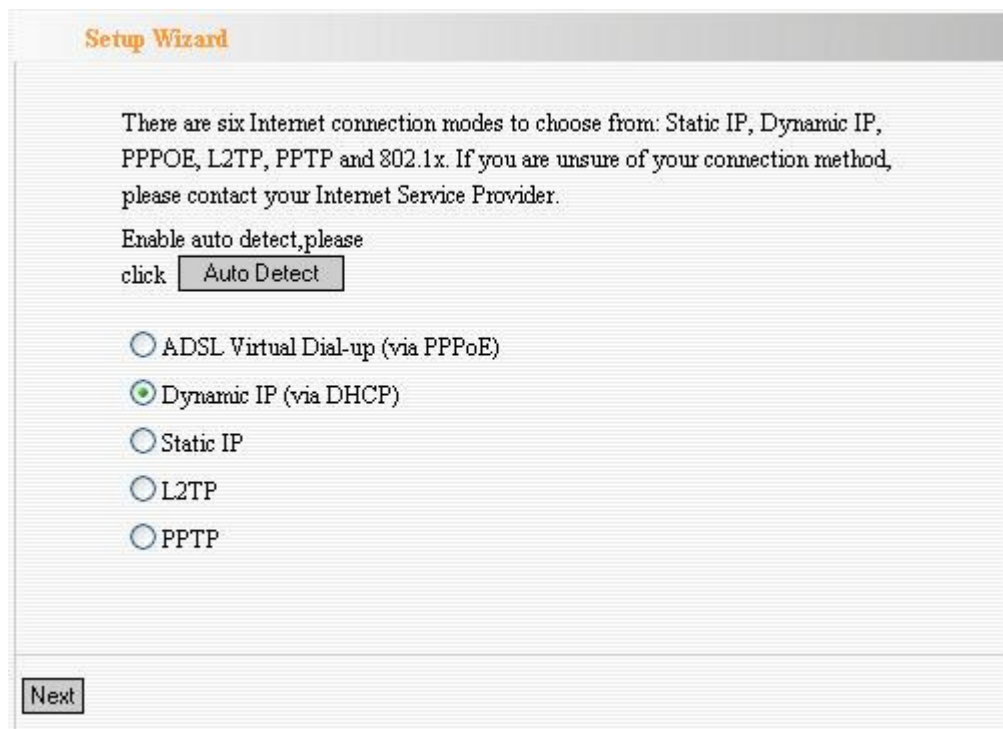 Setup Wizard
There are six Internet connection modes to choose from: Static IP, Dynamic IP,
PPPOE, L2TP, PPTP and 802.1x. If you are unsure of your connection method,
please contact your Internet Service Provider.
Enable auto detect,please
click Auto Detect
ADSL Virtual Dial-up (via PPPoE)
Dynamic IP (via DHCP)
Static IP
L2TP
PPTP
Next